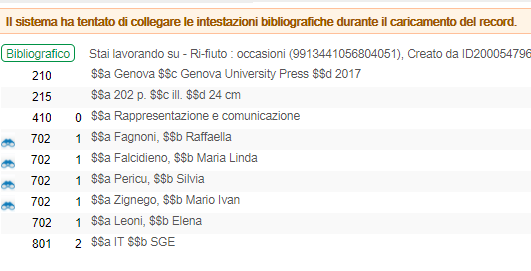 Il sistema ha tentato di collegare le intestazioni bibliografiche durante il caricamento del record.
Bibliografico Stai lavorando su - Ri-fiuto : occasioni (9913441056804051), Creato da ID200054796
210 $$a Genova $$c Genova University Press $$d 2017
215 $$a 202 p. $$c ill. $$d 24 cm
410 0 $$a Rappresentazione e comunicazione
702 1 $$a Fagnoni, $$b Raffaella
702 1 $$a Falcidieno, $$b Maria Linda
702 1 $$a Pericu, $$b Silvia
702 1 $$a Zignego, $$b Mario Ivan
702 1 $$a Leoni, $$b Elena
801 2 $$a IT $$b SGE